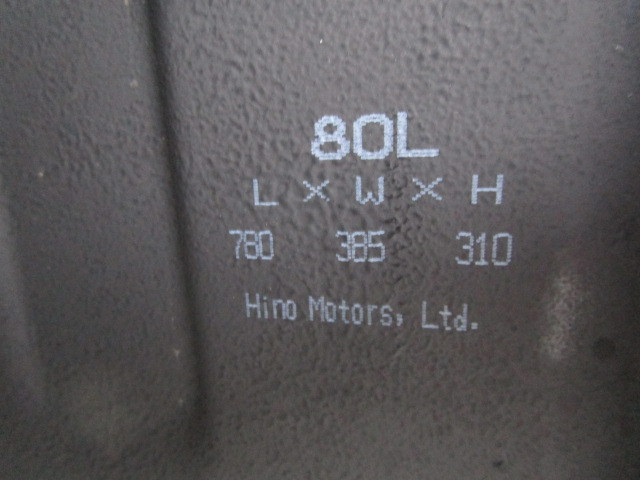 80L
L × W × H
780 385 310
Hino Motors, Ltd.